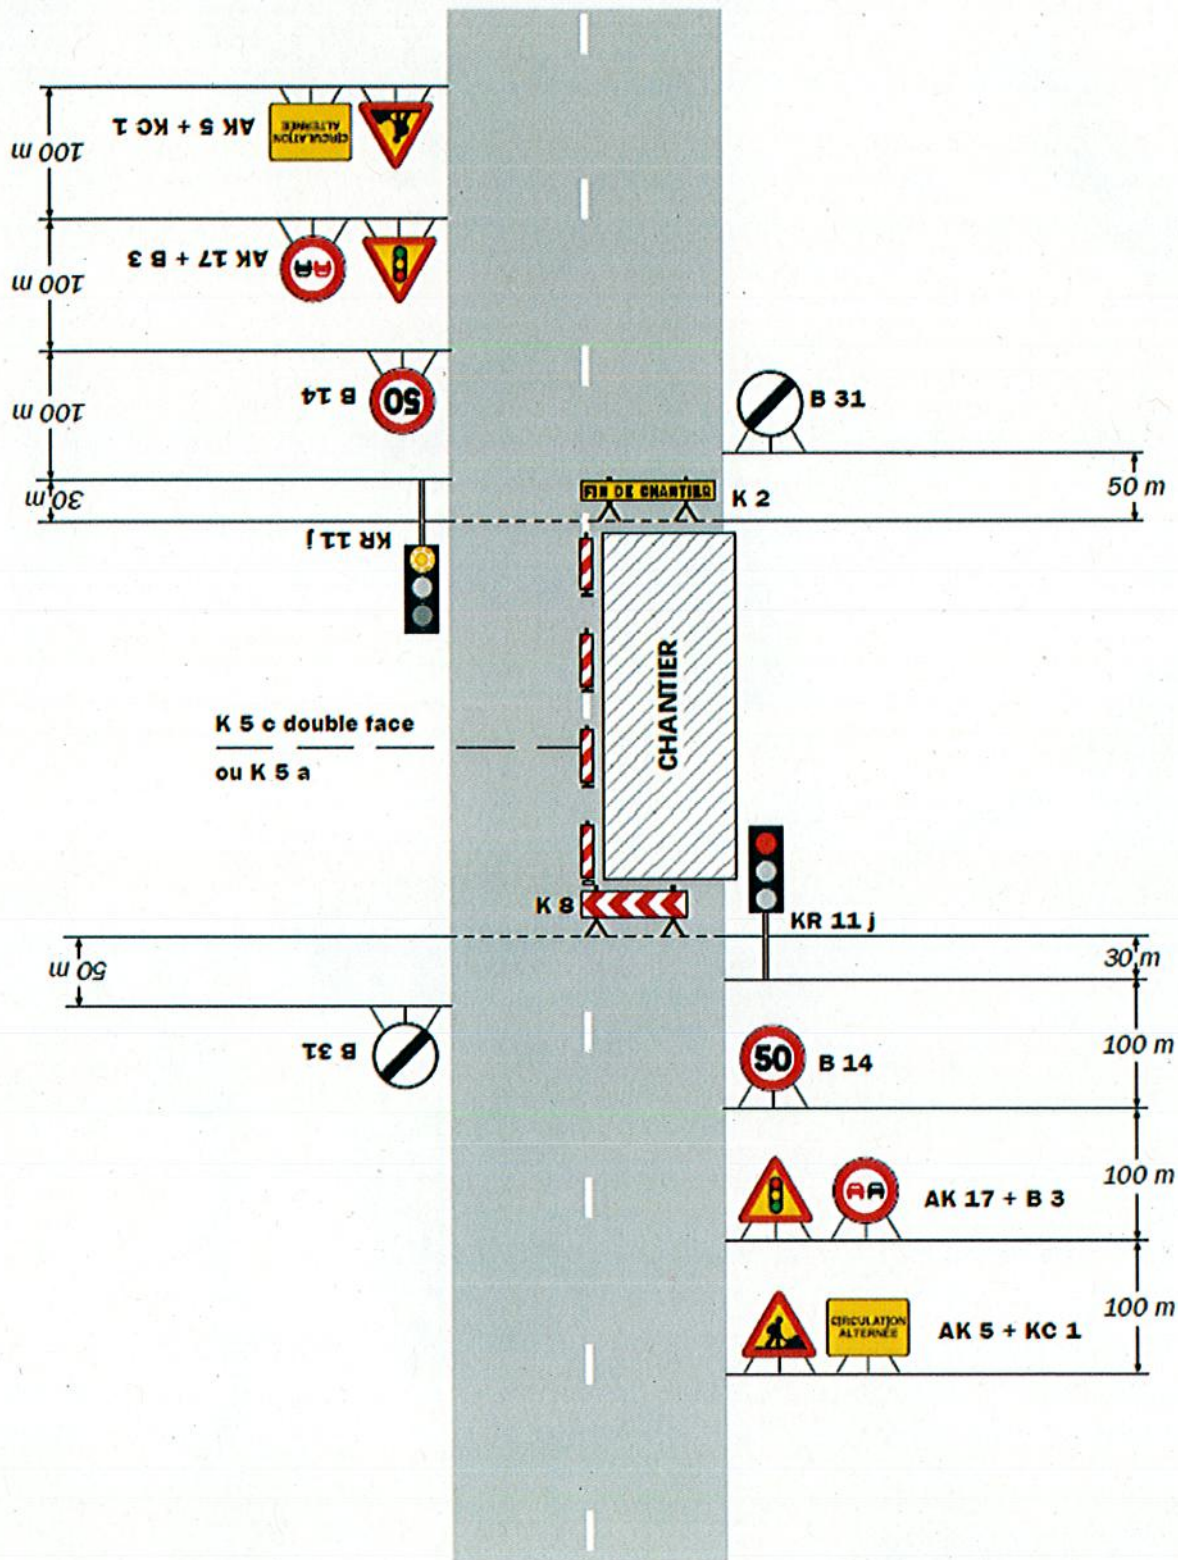 AK 5 + KC 1
CIRCULATION
ALTERNÉE
100 m
AK 17 + B 3
100 m
B 14
50
100 m
B 31
30 m
FIN DE CHANTIER
K 2
50 m
KR 11 j
CHANTIER
K 5 c double face
ou K 5 a
K 8
KR 11 j
50 m
30 m
B 31
50
B 14
100 m
AK 17 + B 3
100 m
CIRCULATION
ALTERNÉE
AK 5 + KC 1
100 m